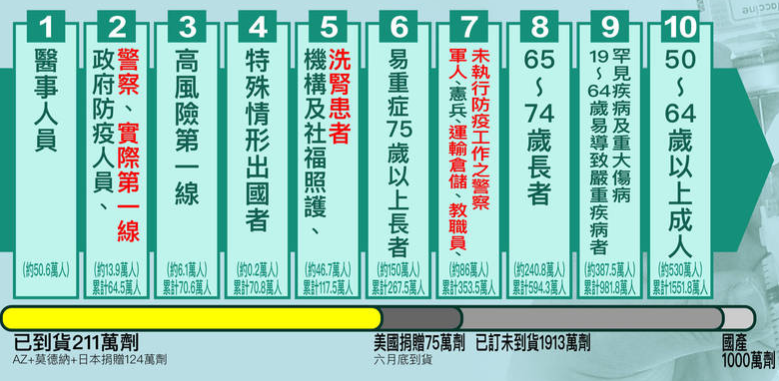 1
醫事人員
(約50.6萬人)
2
政府防疫人員、
警察、實際第一線
(約13.9萬人)
累計64.5萬人
3
高風險第一線
(約6.1萬人)
累計70.6萬人
4
特殊情形出國者
(約0.2萬人)
累計70.8萬人
5
機構及社福照護、
洗腎患者
(約46.7萬人)
累計117.5萬人
6
易重症75歲以上長者
(約150萬人)
累計267.5萬人
7
軍人、憲兵、運輸倉儲、教職員、
未執行防疫工作之警察
(約86萬人)
累計353.5萬人
8
65～74歲長者
(約240.8萬人)
累計594.3萬人
9
19～64歲易導致嚴重疾病者
罕見疾病及重大傷病
(約387.5萬人)
累計981.8萬人
10
50～64歲以上成人
(約530萬人)
累計1551.8萬人
已到貨211萬劑
AZ+莫德納+日本捐贈124萬劑
美國捐贈75萬劑
六月底到貨
已訂未到貨1913萬劑
國產
1000萬劑